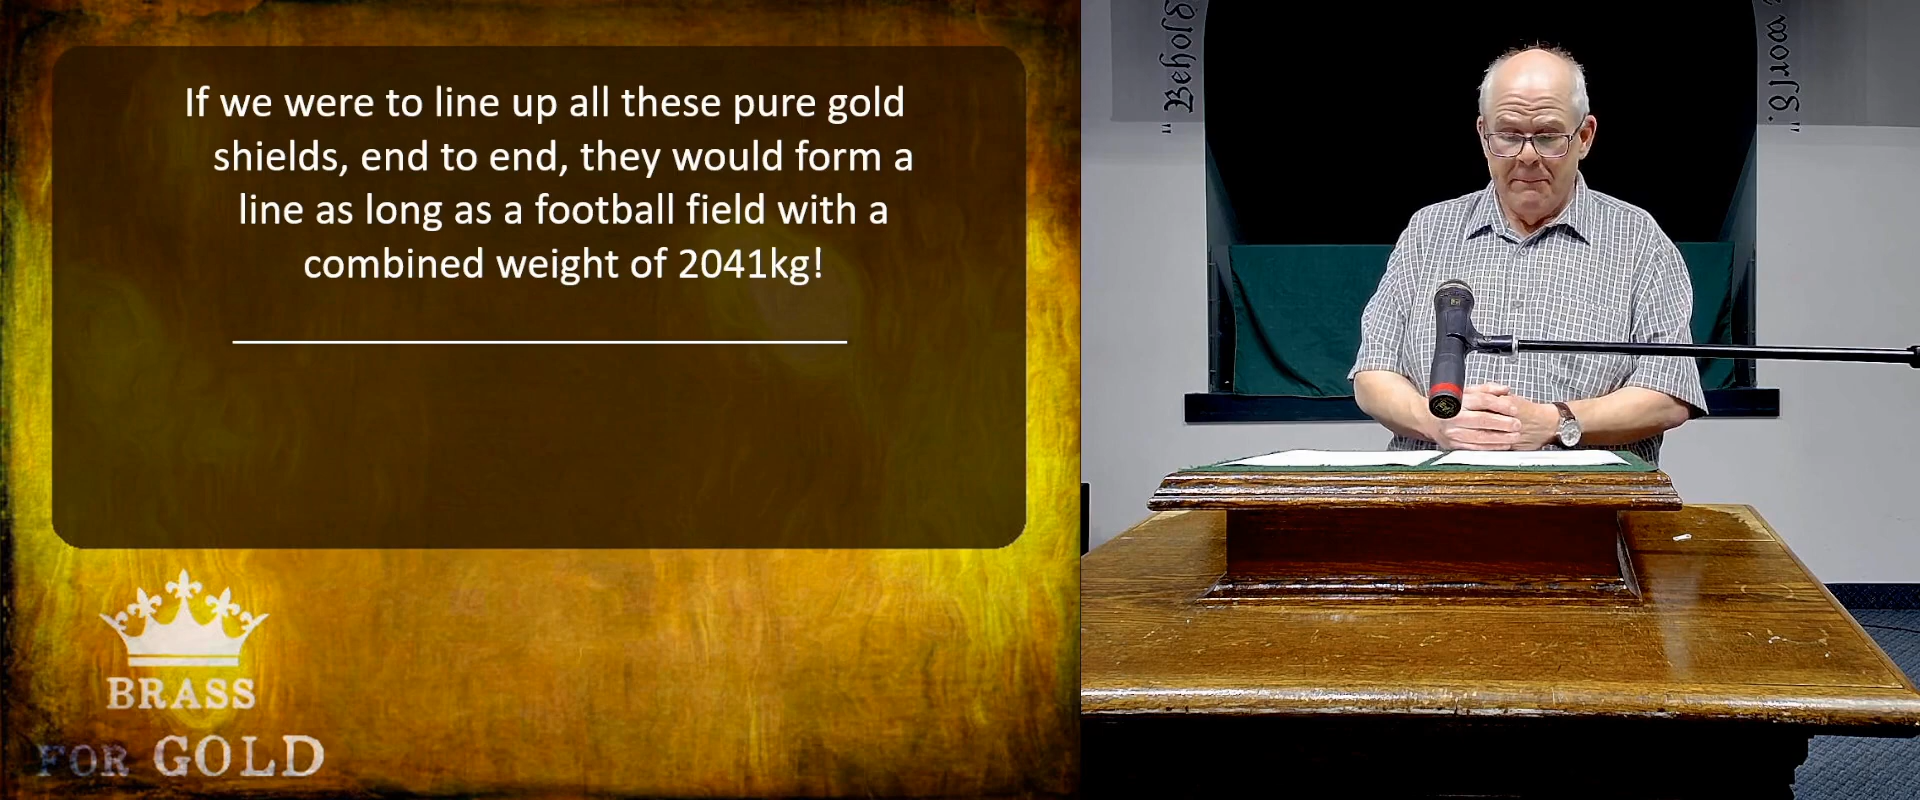 If we were to line up all these pure gold
shields, end to end, they would form a
line as long as a football field with a
combined weight of 2041kg!
BRASS
FOR GOLD
"Behold
world."